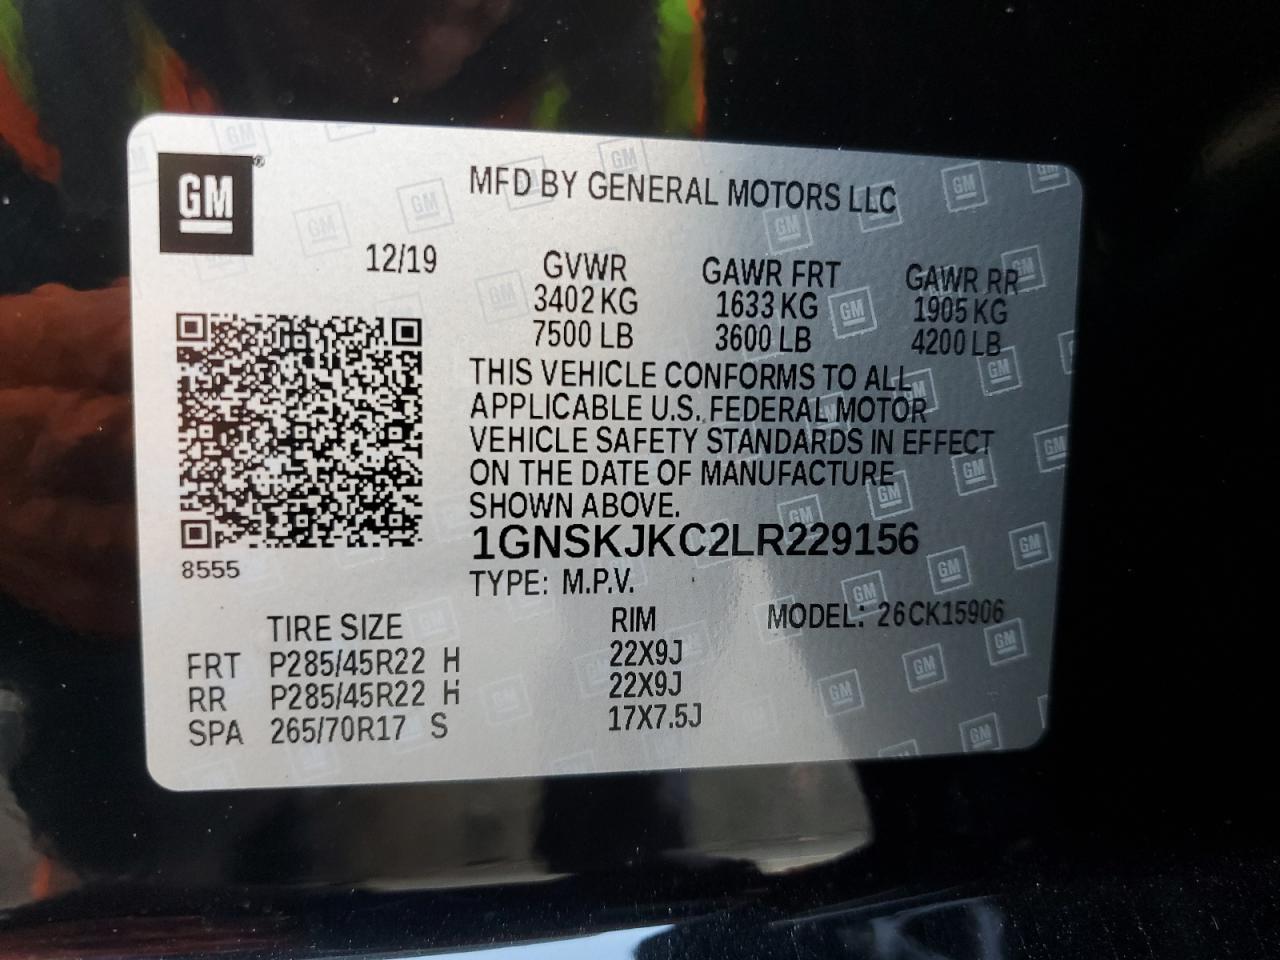 GM®
MFD BY GENERAL MOTORS LLC
12/19
GVWR GAWR FRT GAWR RR
3402 KG 1633 KG 1905 KG
7500 LB 3600 LB 4200 LB
THIS VEHICLE CONFORMS TO ALL
APPLICABLE U.S. FEDERAL MOTOR
VEHICLE SAFETY STANDARDS IN EFFECT
ON THE DATE OF MANUFACTURE
SHOWN ABOVE.
1GNSKJKC2LR229156
8555
TYPE: M.P.V.
TIRE SIZE RIM MODEL: 26CK15906
FRT P285/45R22 H 22X9J
RR P285/45R22 H 22X9J
SPA 265/70R17 S 17X7.5J